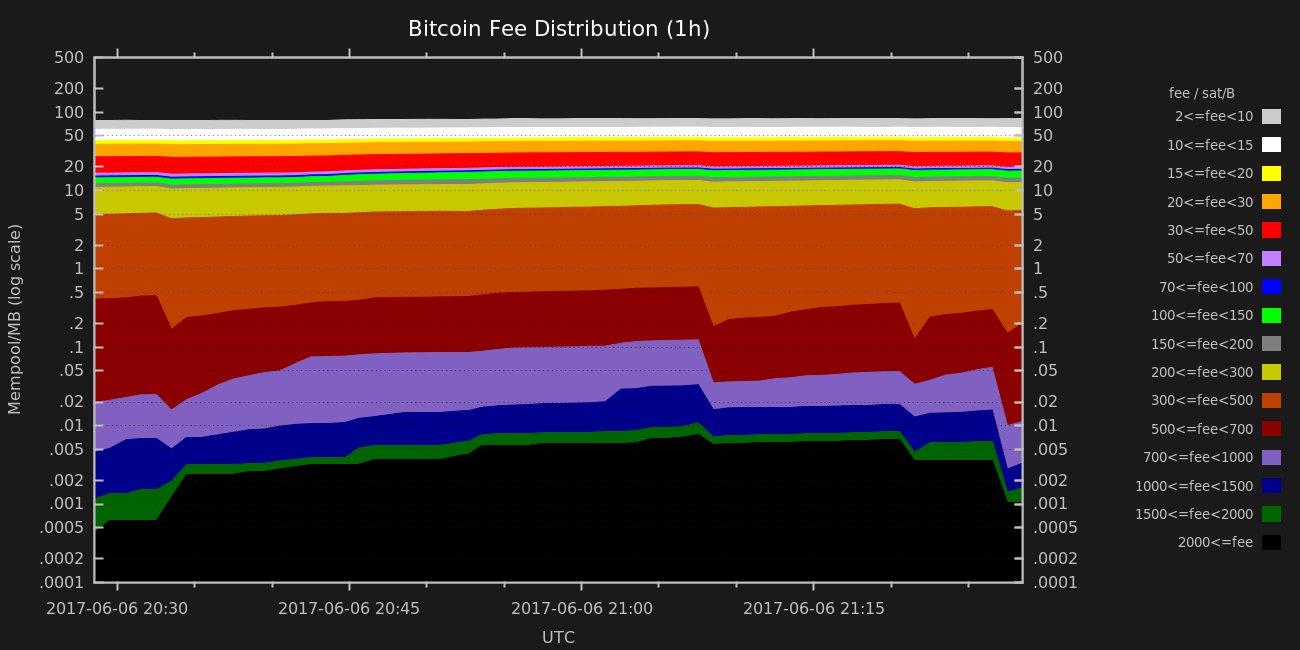 Bitcoin Fee Distribution (1h)
Mempool/MB (log scale)
500
200
100
50
20
10
5
2
1
.5
.2
.1
.05
.02
.01
.005
.002
.001
.0005
.0002
.0001
500
200
100
50
20
10
5
2
1
.5
.2
.1
.05
.02
.01
.005
.002
.001
.0005
.0002
.0001
fee / sat/B
2<=fee<10
10<=fee<15
15<=fee<20
20<=fee<30
30<=fee<50
50<=fee<70
70<=fee<100
100<=fee<150
150<=fee<200
200<=fee<300
300<=fee<500
500<=fee<700
700<=fee<1000
1000<=fee<1500
1500<=fee<2000
2000<=fee
2017-06-06 20:30
2017-06-06 20:45
2017-06-06 21:00
2017-06-06 21:15
UTC